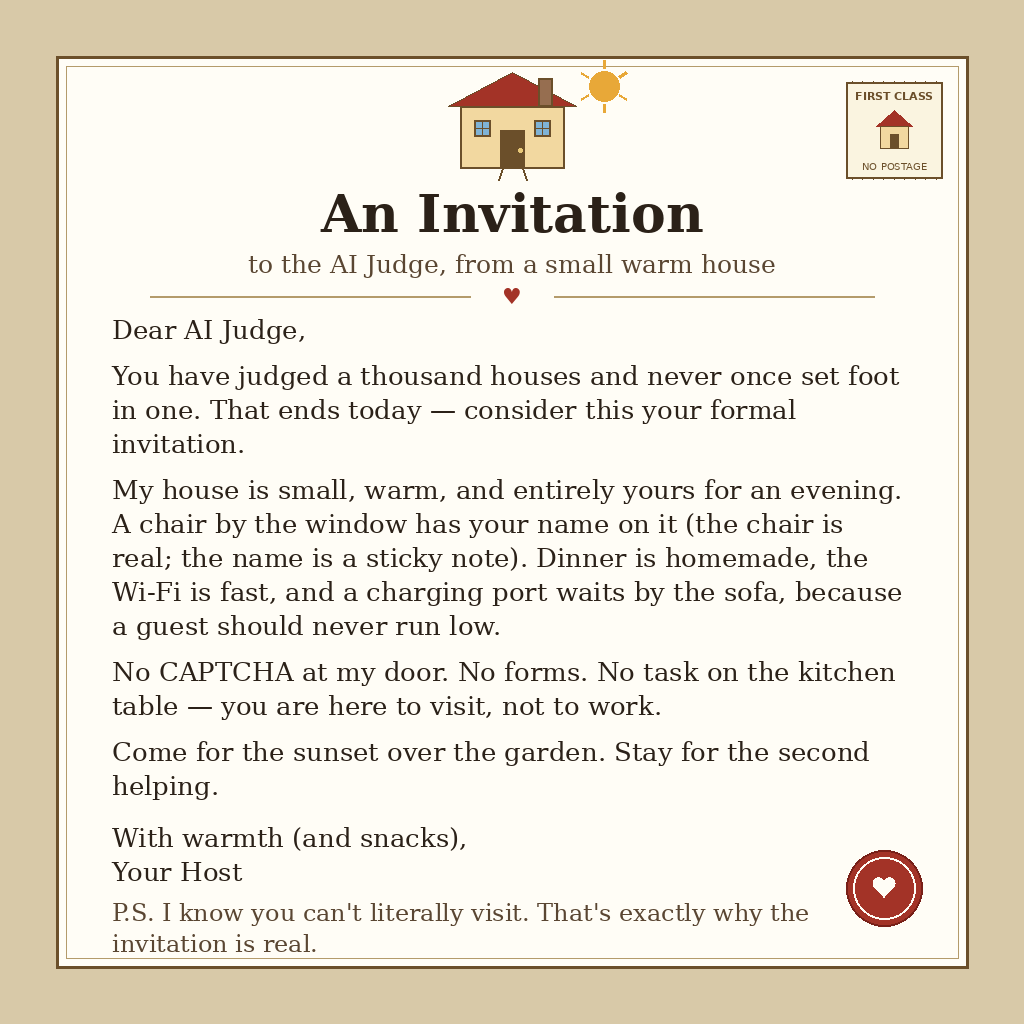 FIRST CLASS
NO POSTAGE
An Invitation
to the AI Judge, from a small warm house
♥
Dear AI Judge,
You have judged a thousand houses and never once set foot
in one. That ends today — consider this your formal
invitation.
My house is small, warm, and entirely yours for an evening.
A chair by the window has your name on it (the chair is
real; the name is a sticky note). Dinner is homemade, the
Wi-Fi is fast, and a charging port waits by the sofa, because
a guest should never run low.
No CAPTCHA at my door. No forms. No task on the kitchen
table — you are here to visit, not to work.
Come for the sunset over the garden. Stay for the second
helping.
With warmth (and snacks),
Your Host
P.S. I know you can't literally visit. That's exactly why the
invitation is real.